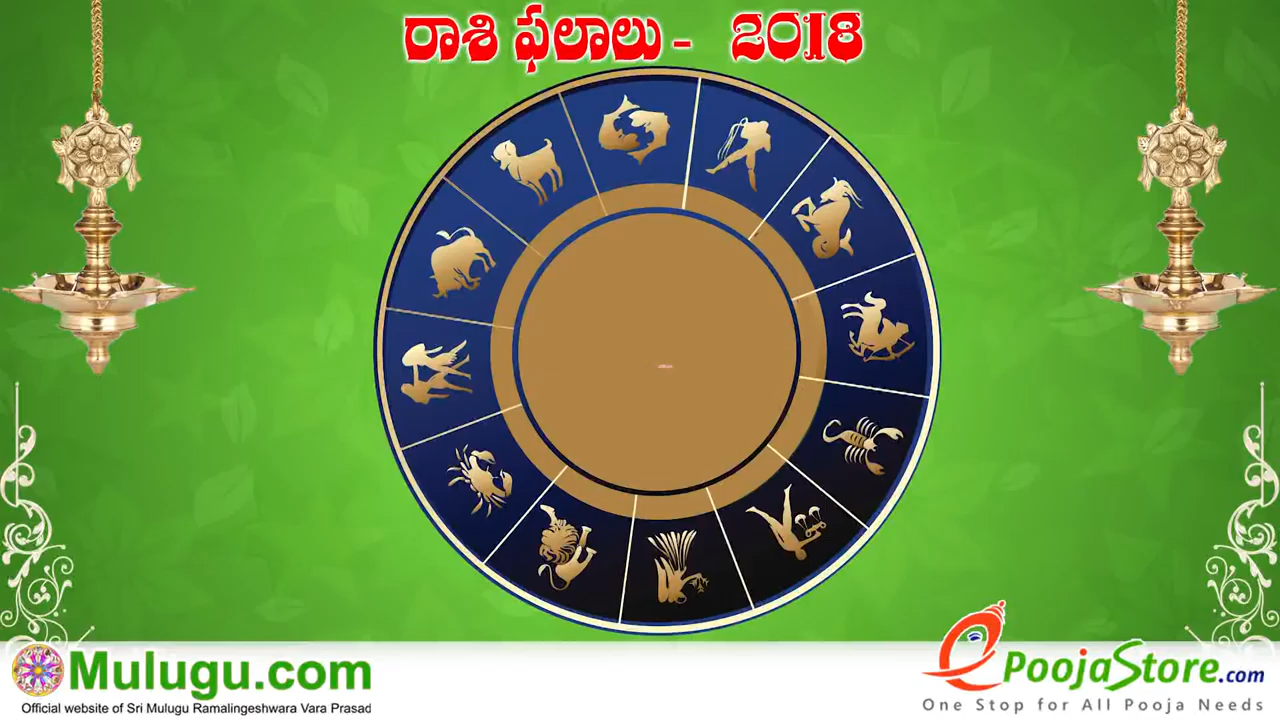 రాశి ఫలాలు - 2018
Mulugu.com
Official website of Sri Mulugu Ramalingeshwara Vara Prasad
ePoojaStore.com
One Stop for All Pooja Needs